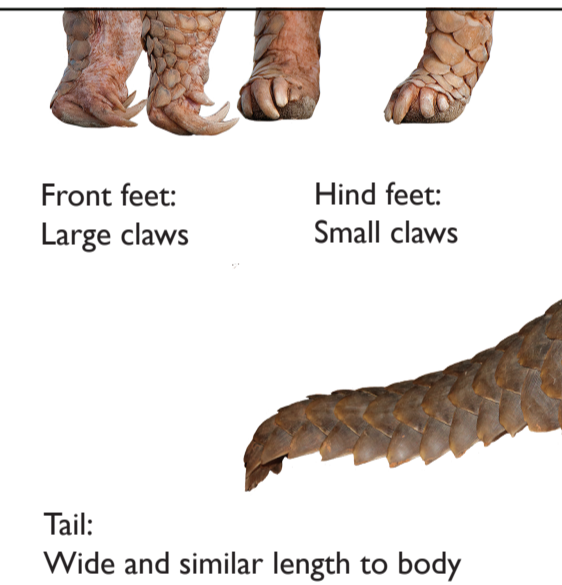 Front feet:
Large claws
Hind feet:
Small claws
Tail:
Wide and similar length to body